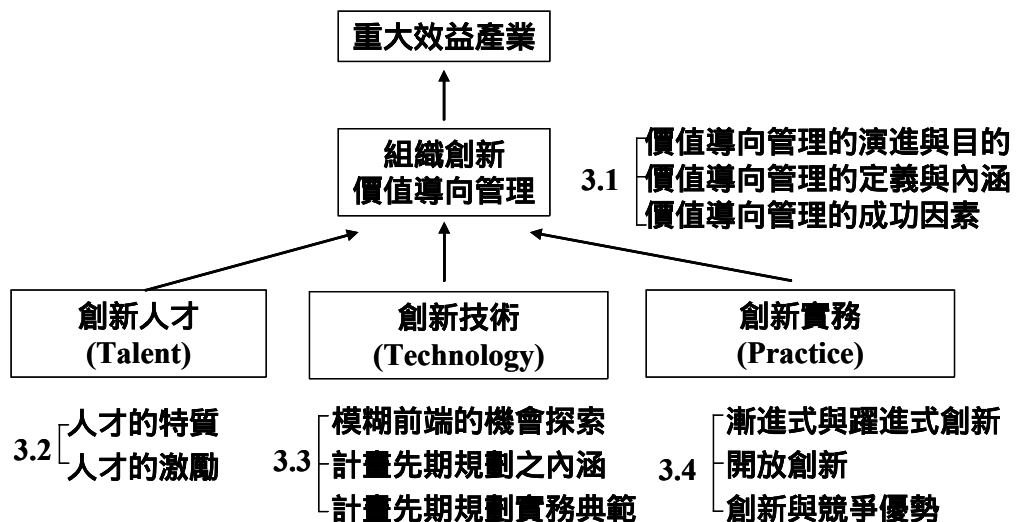 重大效益產業
組織創新
價值導向管理
3.1
價值導向管理的演進與目的
價值導向管理的定義與內涵
價值導向管理的成功因素
創新人才
(Talent)
創新技術
(Technology)
創新實務
(Practice)
3.2
人才的特質
人才的激勵
3.3
模糊前端的機會探索
計畫先期規劃之內涵
計畫先期規劃實務典範
3.4
漸進式與躍進式創新
開放創新
創新與競爭優勢